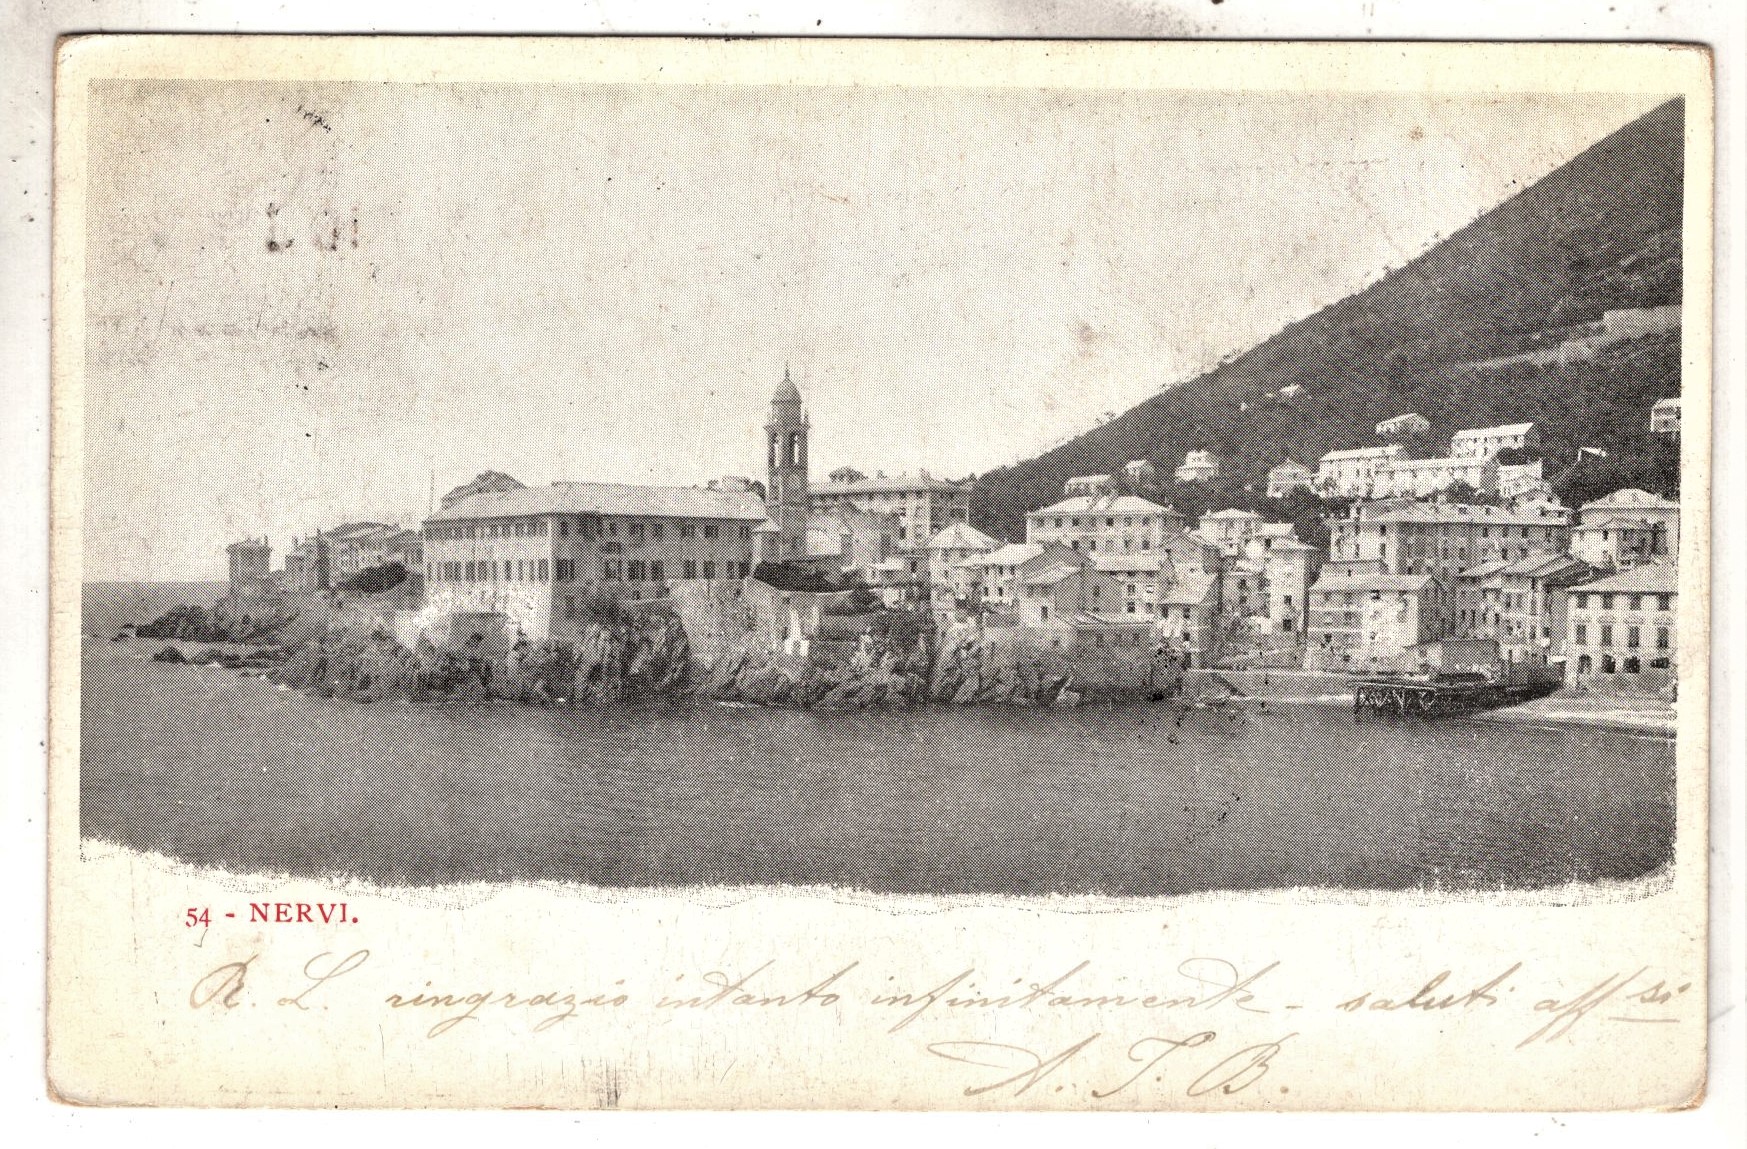 54 - NERVI.
R. L. ringrazio intanto infinitamente - saluti aff si
A. T. B.